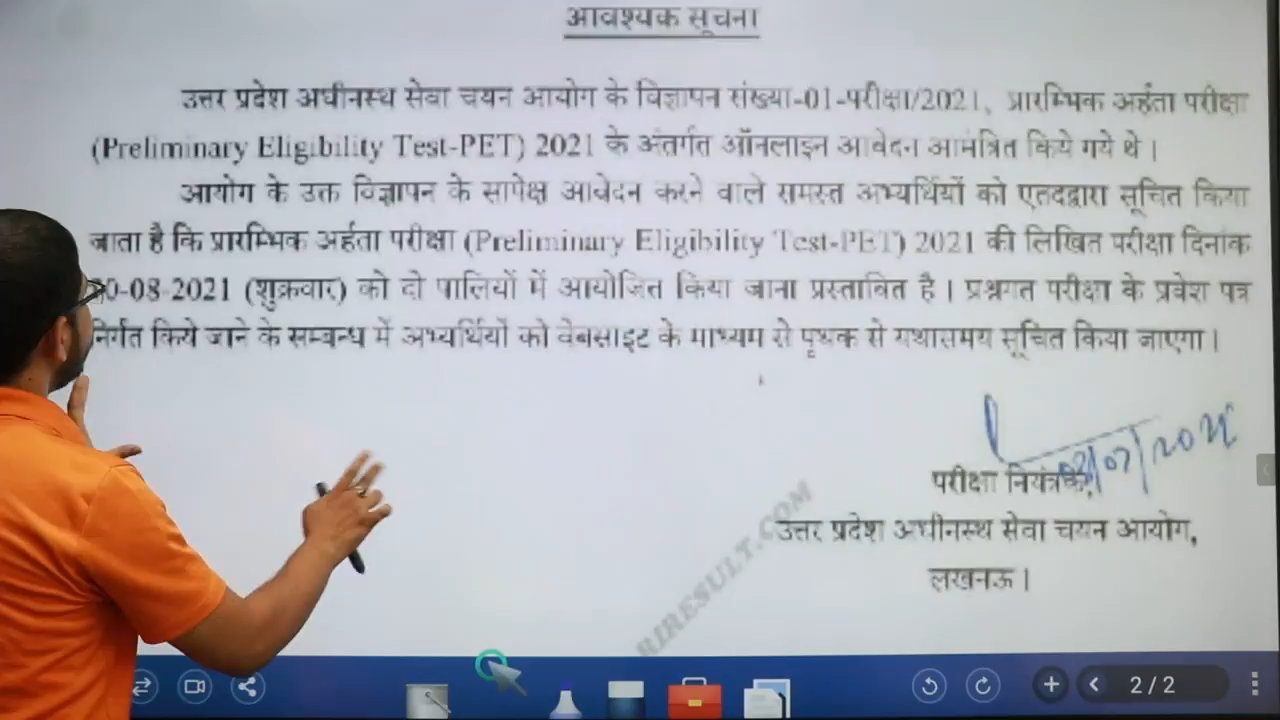 आवश्यक सूचना
उत्तर प्रदेश अधीनस्थ सेवा चयन आयोग के विज्ञापन संख्या-01-परीक्षा/2021, प्रारम्भिक अर्हता परीक्षा
(Preliminary Eligibility Test-PET) 2021 के अंतर्गत ऑनलाइन आवेदन आमंत्रित किये गये थे।
आयोग के उक्त विज्ञापन के सापेक्ष आवेदन करने वाले समस्त अभ्यर्थियों को एतदद्वारा सूचित किया
जाता है कि प्रारम्भिक अर्हता परीक्षा (Preliminary Eligibility Test-PET) 2021 की लिखित परीक्षा दिनांक
0-08-2021 (शुक्रवार) को दो पालियों में आयोजित किया जाना प्रस्तावित है। प्रश्नगत परीक्षा के प्रवेश पत्र
निर्गत किये जाने के सम्बन्ध में अभ्यर्थियों को वेबसाइट के माध्यम से पृथक से यथासमय सूचित किया जाएगा।
परीक्षा नियंत्रक,
उत्तर प्रदेश अधीनस्थ सेवा चयन आयोग,
लखनऊ।
RIRESULT.COM
2/2